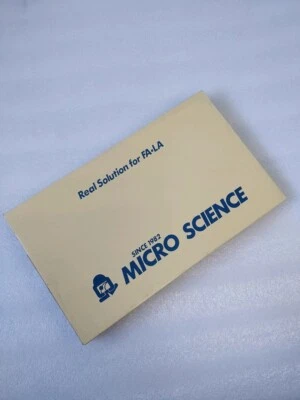 Real Solution for FA•LA
SINCE 1982
MICRO SCIENCE